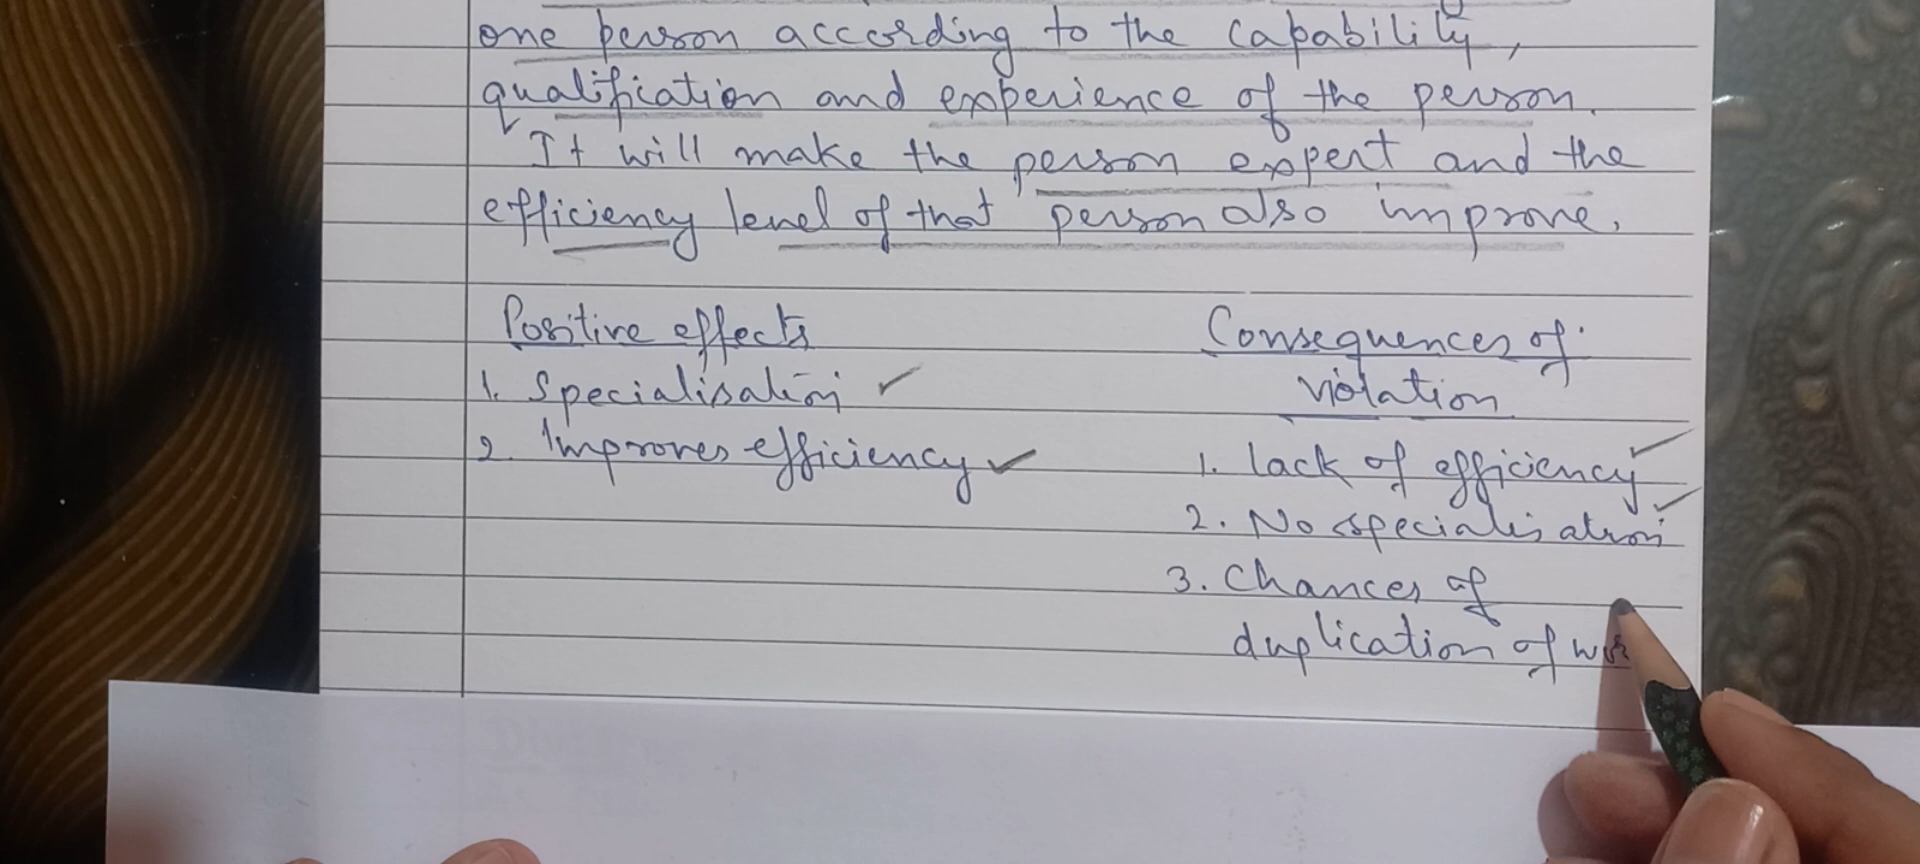 one person according to the capability,
qualification and experience of the person.
It will make the person expert and the
efficiency level of that person also improve.
Positive effects
1. Specialisation
2. Improves efficiency
Consequences of
violation
1. lack of efficiency
2. No specialisation
3. Chances of
duplication of